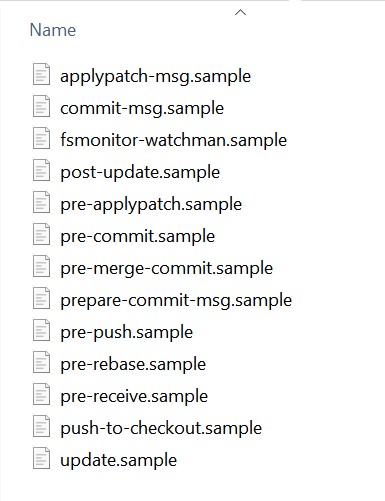 Name
applypatch-msg.sample
commit-msg.sample
fsmonitor-watchman.sample
post-update.sample
pre-applypatch.sample
pre-commit.sample
pre-merge-commit.sample
prepare-commit-msg.sample
pre-push.sample
pre-rebase.sample
pre-receive.sample
push-to-checkout.sample
update.sample